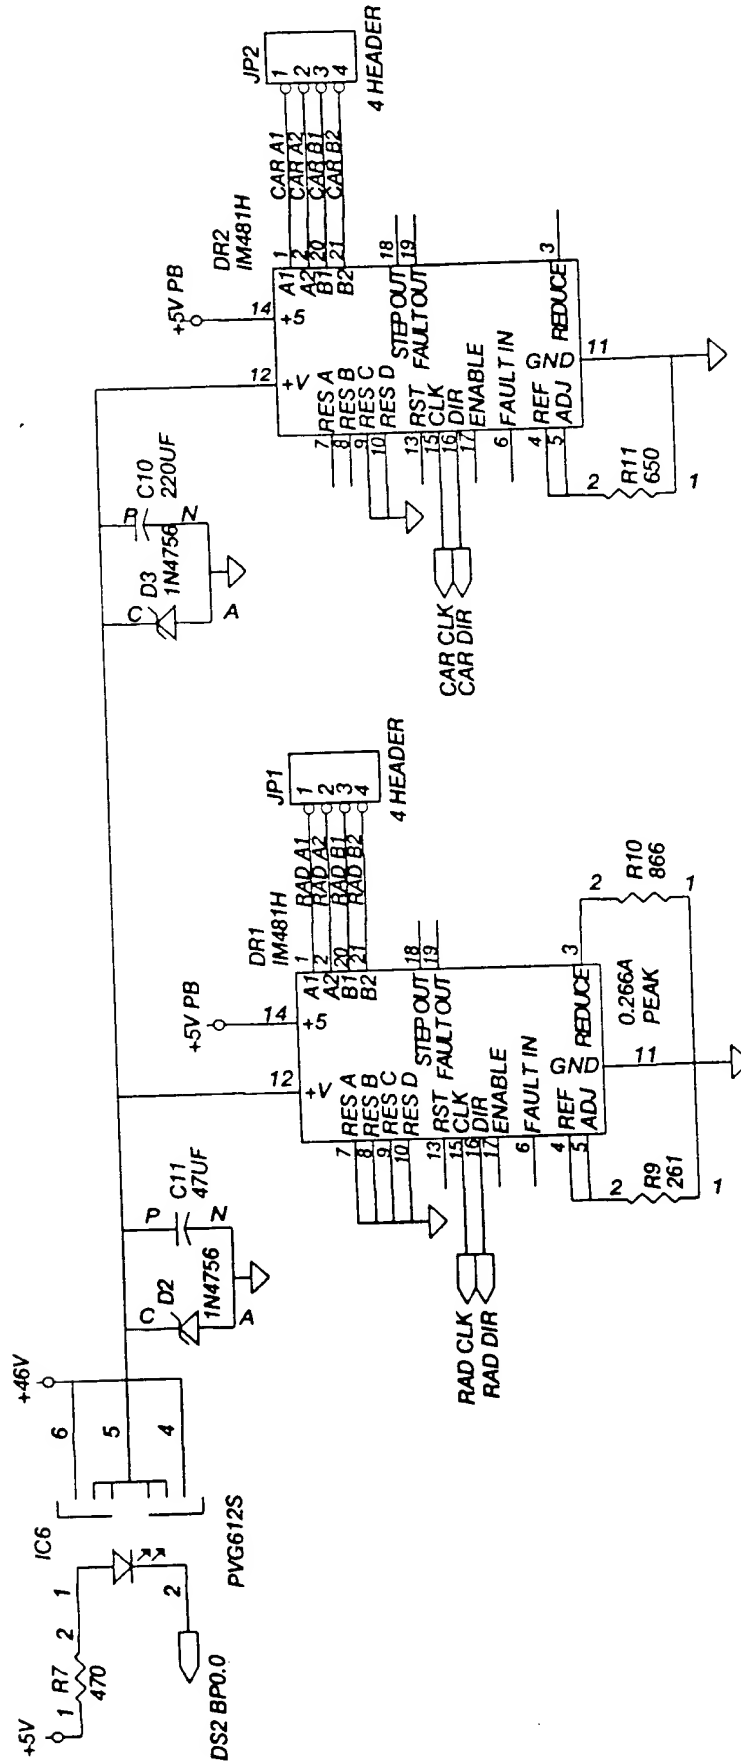 +5V
1 R7 2
470
DS2 BP0.0
1
2
IC6
PVG612S
6
5
4
+46V
C
D2
1N4756
A
P
C11
47UF
N
12
+V
14
+5
+5V PB
DR1
IM481H
1 A1
2 A2
20 B1
21 B2
RAD A1
RAD A2
RAD B1
RAD B2
JP1
1
2
3
4
4 HEADER
7 RES A
8 RES B
9 RES C
10 RES D
STEP OUT 18
FAULT OUT 19
13 RST
15 CLK
16 DIR
17 ENABLE
6 FAULT IN
4 REF
5 ADJ
GND 11
REDUCE 3
RAD CLK
RAD DIR
2
R9
261
1
0.266A
PEAK
2
R10
866
1
C
D3
1N4756
A
P
C10
220UF
N
12
+V
14
+5
+5V PB
DR2
IM481H
1 A1
2 A2
20 B1
21 B2
CAR A1
CAR A2
CAR B1
CAR B2
JP2
1
2
3
4
4 HEADER
7 RES A
8 RES B
9 RES C
10 RES D
STEP OUT 18
FAULT OUT 19
13 RST
15 CLK
16 DIR
17 ENABLE
6 FAULT IN
4 REF
5 ADJ
GND 11
REDUCE 3
CAR CLK
CAR DIR
2
R11
650
1